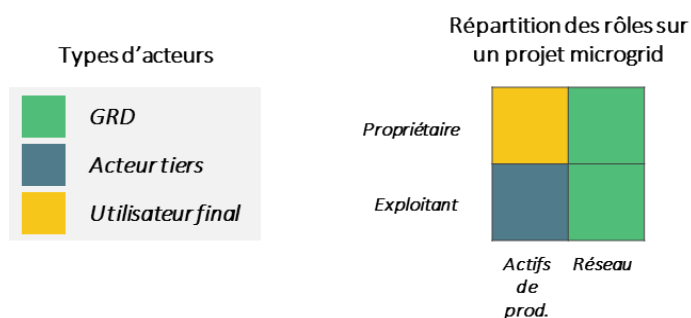 Types d'acteurs
GRD
Acteur tiers
Utilisateur final
Répartition des rôles sur
un projet microgrid
Propriétaire
Exploitant
Actifs
de
prod.
Réseau